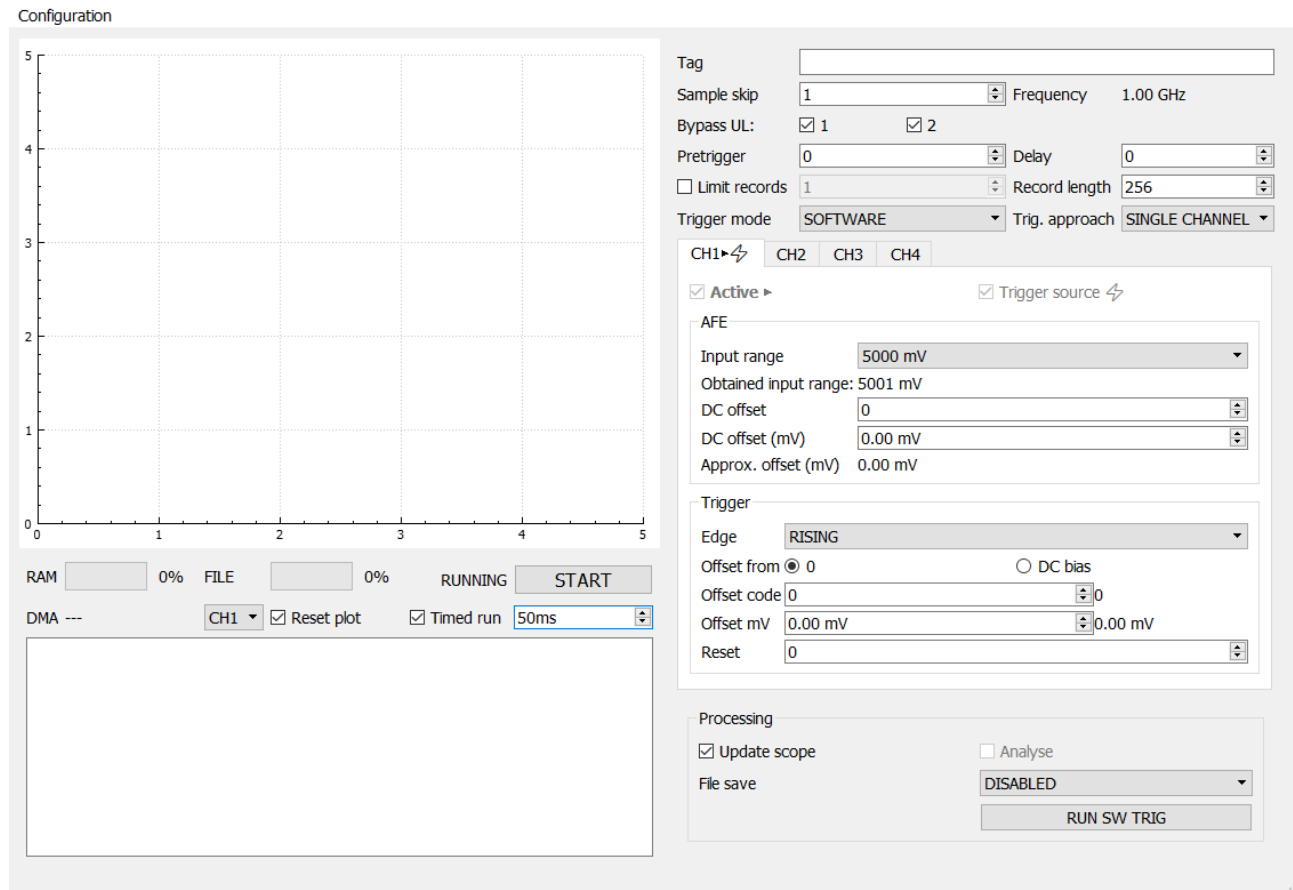 Configuration
5
4
3
2
1
0
0 1 2 3 4 5
RAM 0% FILE 0% RUNNING START
DMA --- CH1 Reset plot Timed run 50ms
Tag
Sample skip 1 Frequency 1.00 GHz
Bypass UL: 1 2
Pretrigger 0 Delay 0
Limit records 1 Record length 256
Trigger mode SOFTWARE Trig. approach SINGLE CHANNEL
CH1 CH2 CH3 CH4
Active Trigger source
AFE
Input range 5000 mV
Obtained input range: 5001 mV
DC offset 0
DC offset (mV) 0.00 mV
Approx. offset (mV) 0.00 mV
Trigger
Edge RISING
Offset from 0 DC bias
Offset code 0 0
Offset mV 0.00 mV 0.00 mV
Reset 0
Processing
Update scope Analyse
File save DISABLED
RUN SW TRIG